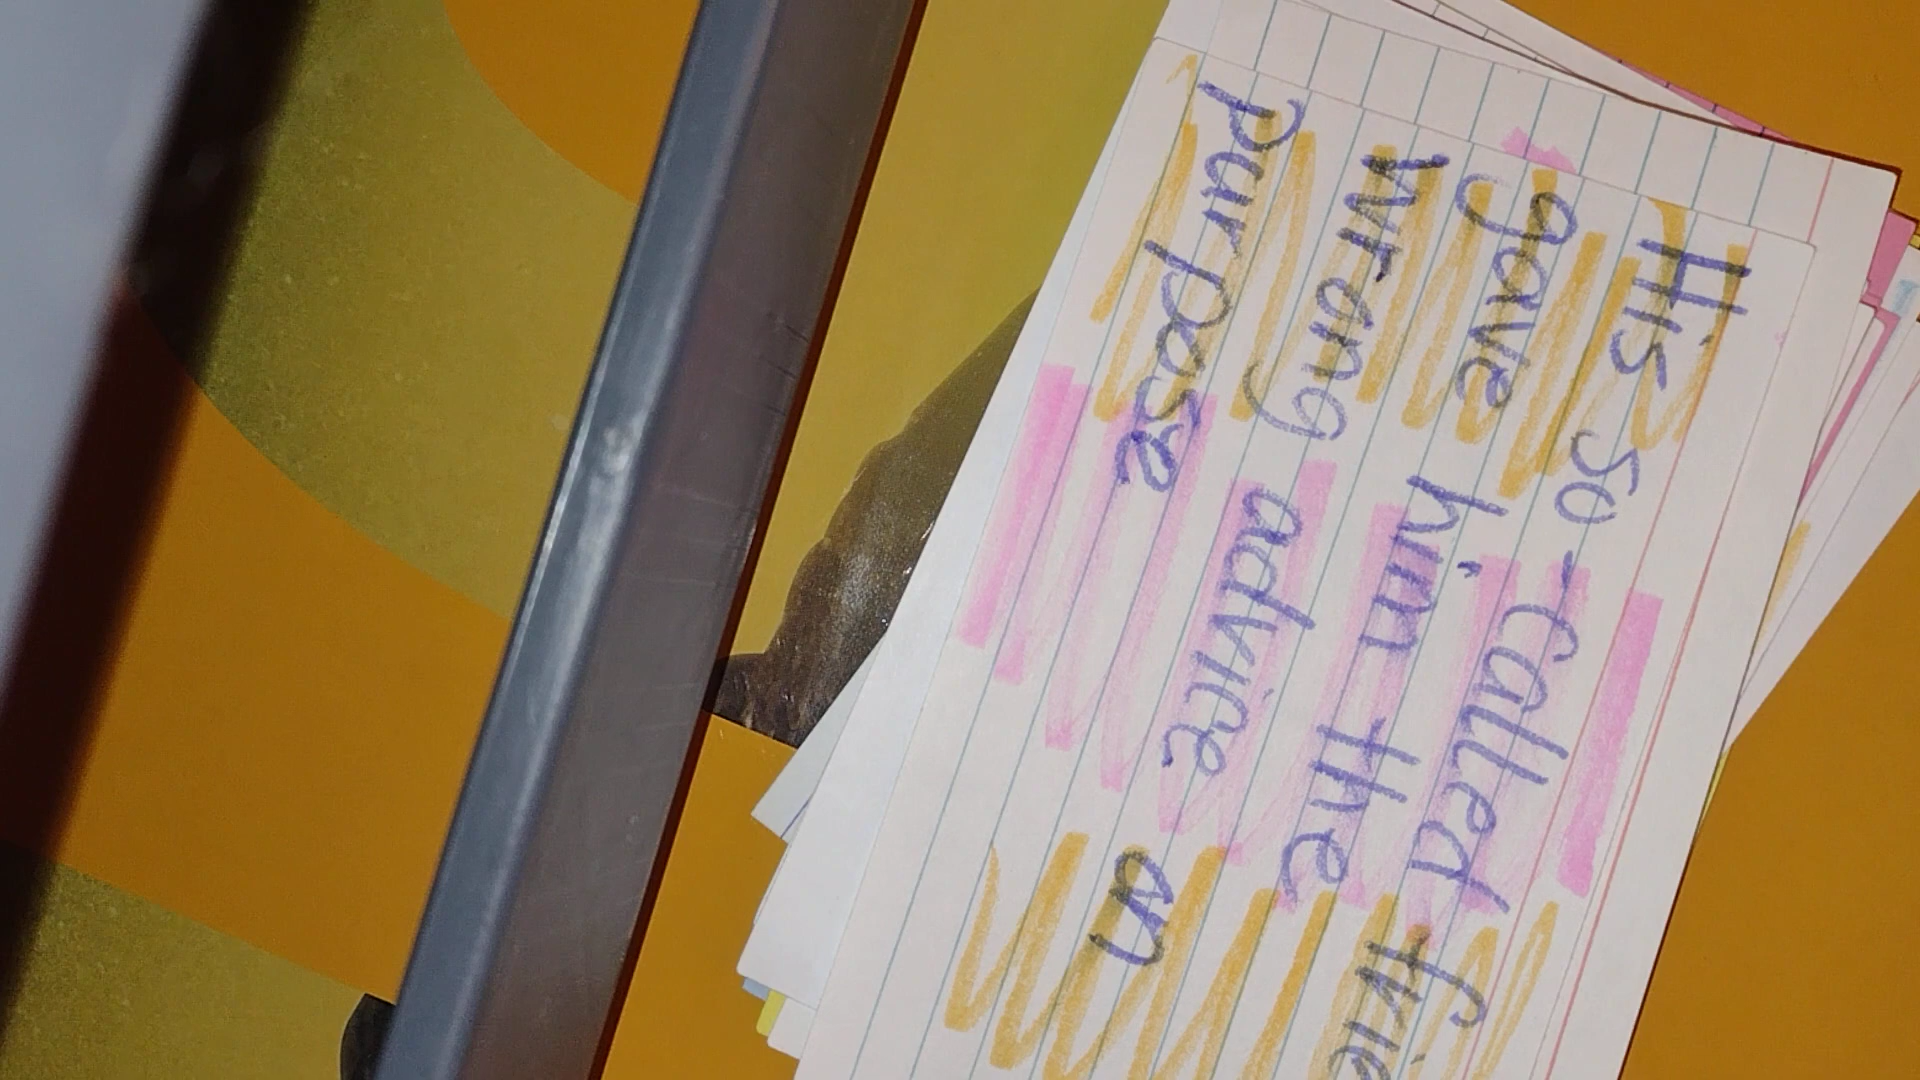 His so-called frie
gave him the
wrong advice on
purpose